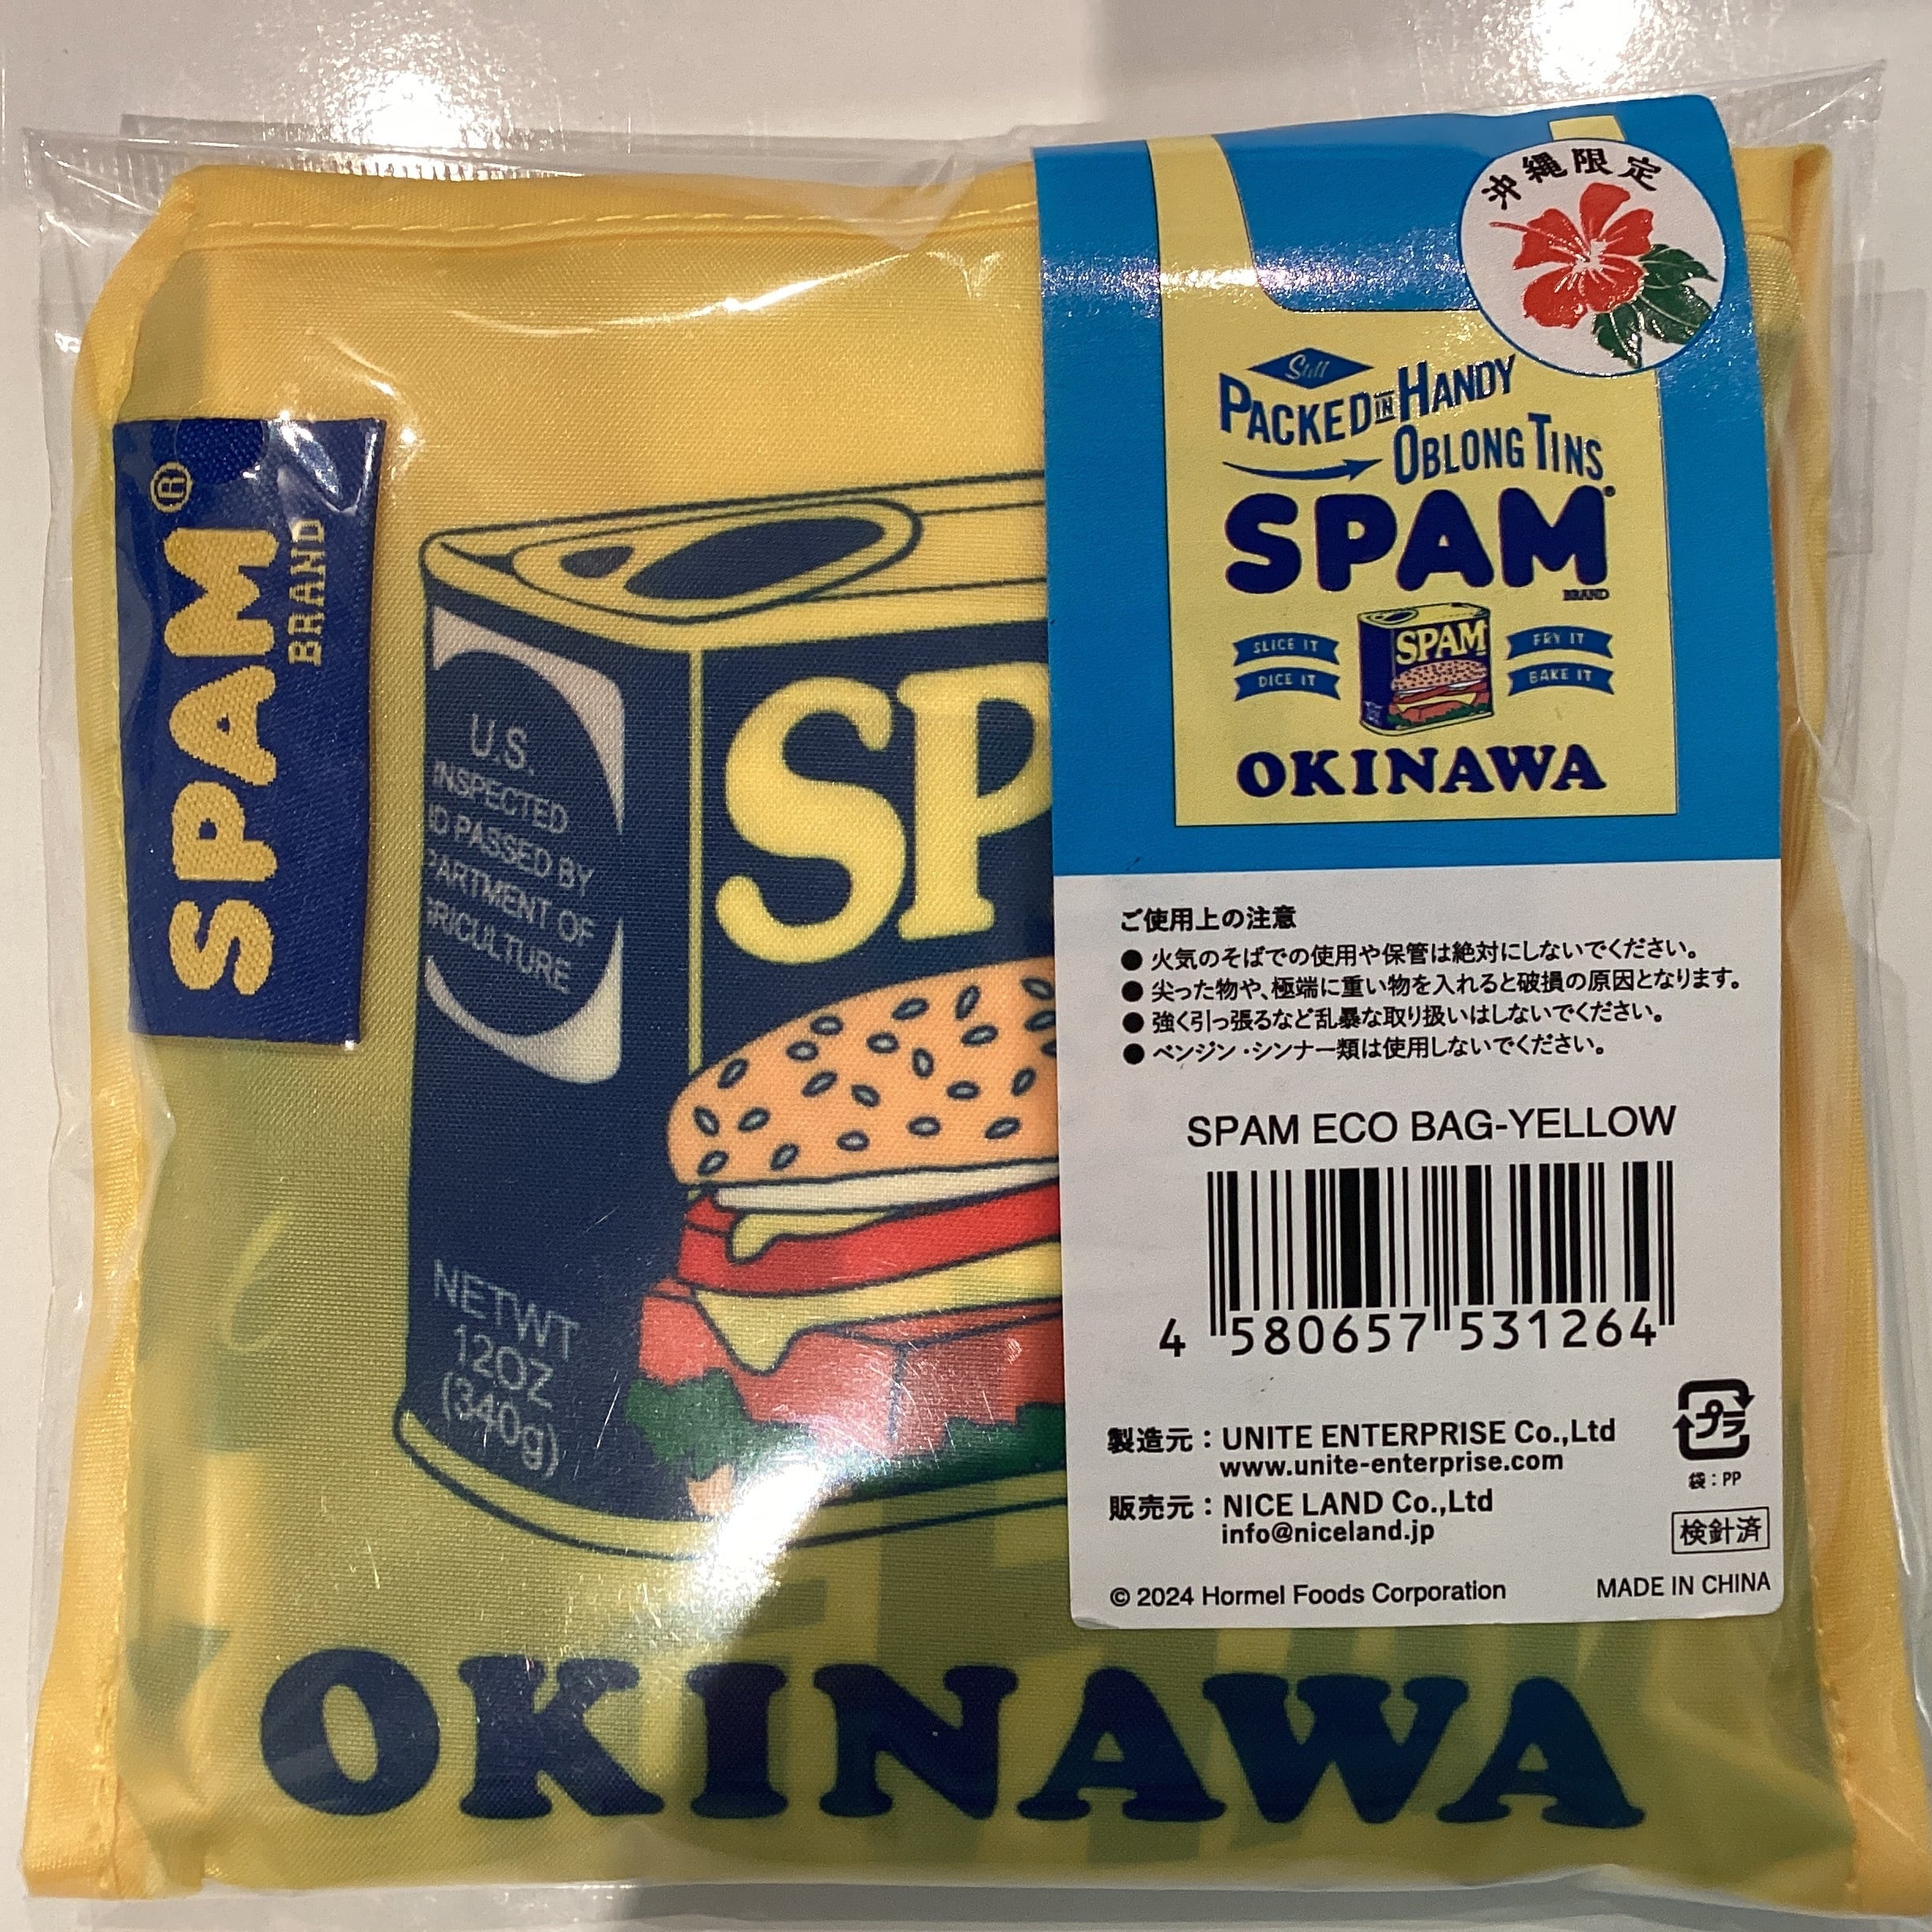 SPAM®
BRAND
U.S.
INSPECTED
PASSED BY
OF
SP
NETWT
12OZ
(340g)
OKINAWA
沖縄限定
Still
PACKED IN HANDY
OBLONG TINS
SPAM®
BRAND
SLICE IT
DICE IT
SPAM
FRY IT
BAKE IT
OKINAWA
ご使用上の注意
● 火気のそばでの使用や保管は絶対にしないでください。
● 尖った物や、極端に重い物を入れると破損の原因となります。
● 強く引っ張るなど乱暴な取り扱いはしないでください。
● ベンジン・シンナー類は使用しないでください。
SPAM ECO BAG-YELLOW
4 580657 531264
製造元：UNITE ENTERPRISE Co.,Ltd
www.unite-enterprise.com
販売元：NICE LAND Co.,Ltd
info@niceland.jp
プラ
袋：PP
検針済
© 2024 Hormel Foods Corporation
MADE IN CHINA